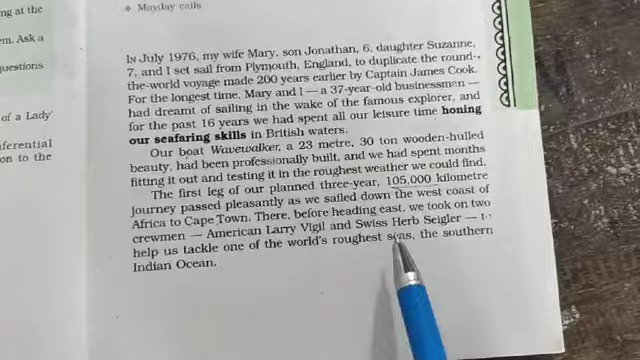 ng at the
em. Ask a
questions
of a Lady'
ferential
on to the
• Mayday calls
IN July 1976, my wife Mary, son Jonathan, 6, daughter Suzanne,
7, and I set sail from Plymouth, England, to duplicate the round-
the-world voyage made 200 years earlier by Captain James Cook.
For the longest time, Mary and I — a 37-year-old businessman —
had dreamt of sailing in the wake of the famous explorer, and
for the past 16 years we had spent all our leisure time honing
our seafaring skills in British waters.
Our boat Wavewalker, a 23 metre, 30 ton wooden-hulled
beauty, had been professionally built, and we had spent months
fitting it out and testing it in the roughest weather we could find.
The first leg of our planned three-year, 105,000 kilometre
journey passed pleasantly as we sailed down the west coast of
Africa to Cape Town. There, before heading east, we took on two
crewmen — American Larry Vigil and Swiss Herb Seigler —
help us tackle one of the world's roughest seas, the southern
Indian Ocean.